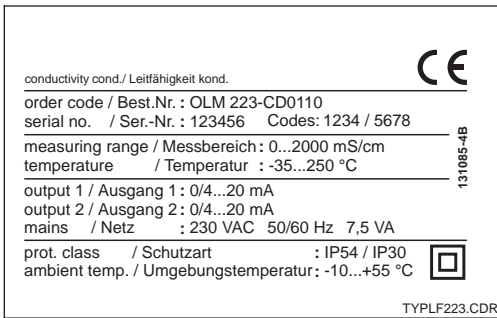 CE
conductivity cond./ Leitfähigkeit kond.
order code / Best.Nr. : OLM 223-CD0110
serial no. / Ser.-Nr. : 123456 Codes: 1234 / 5678
measuring range / Messbereich : 0...2000 mS/cm
temperature / Temperatur : -35...250 °C
131085-4B
output 1 / Ausgang 1 : 0/4...20 mA
output 2 / Ausgang 2 : 0/4...20 mA
mains / Netz : 230 VAC 50/60 Hz 7,5 VA
prot. class / Schutzart : IP54 / IP30
ambient temp. / Umgebungstemperatur : -10...+55 °C
TYPLF223.CDR